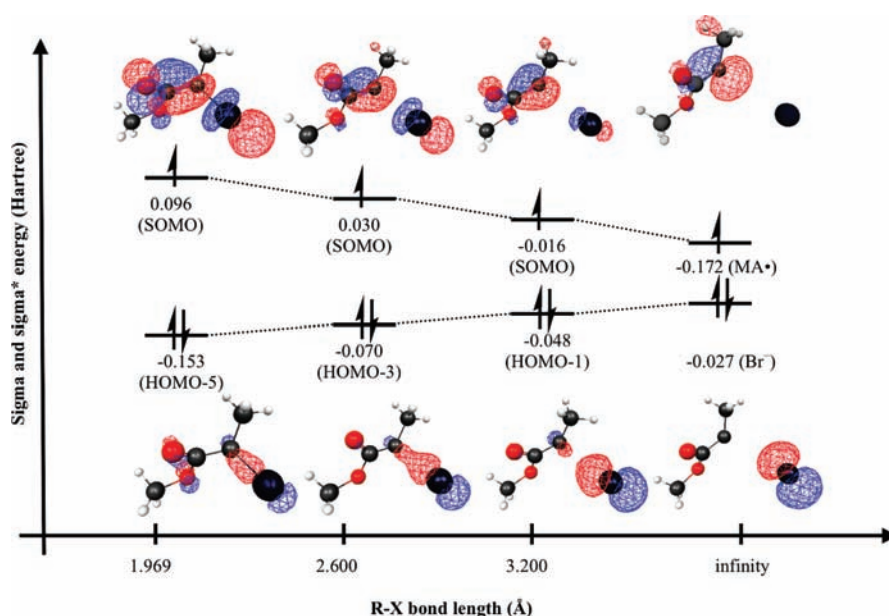 Sigma and sigma* energy (Hartree)
0.096
(SOMO)
0.030
(SOMO)
-0.016
(SOMO)
-0.172 (MA•)
-0.153
(HOMO-5)
-0.070
(HOMO-3)
-0.048
(HOMO-1)
-0.027 (Br⁻)
1.969
2.600
3.200
infinity
R-X bond length (Å)